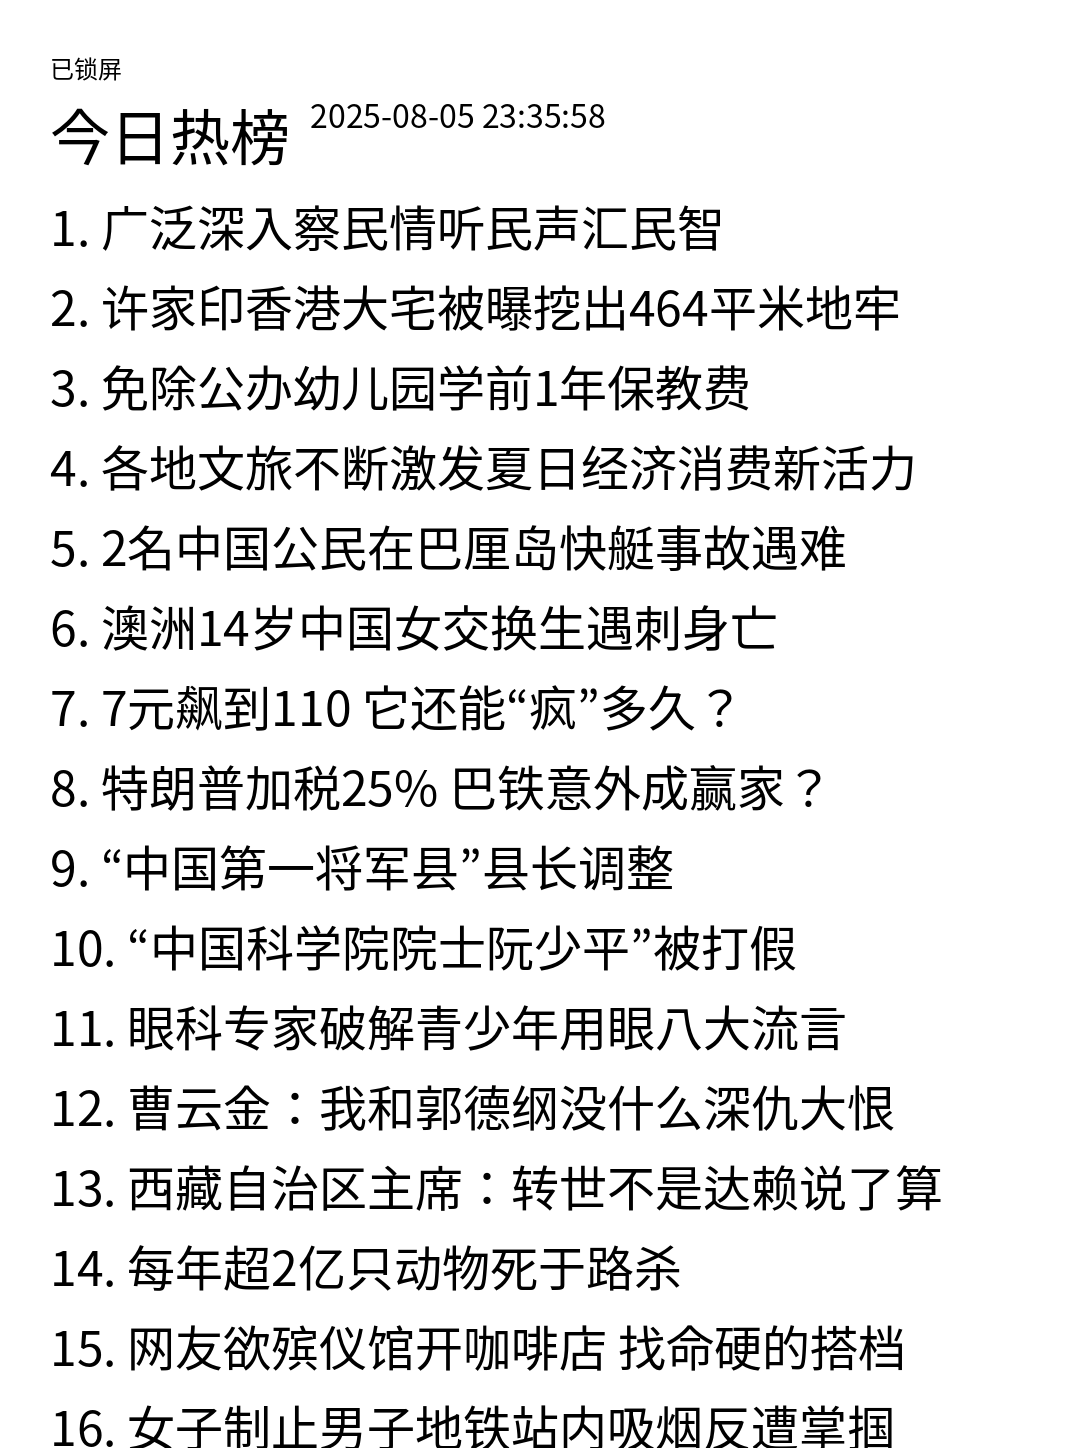 已锁屏
今日热榜 2025-08-05 23:35:58
1. 广泛深入察民情听民声汇民智
2. 许家印香港大宅被曝挖出464平米地牢
3. 免除公办幼儿园学前1年保教费
4. 各地文旅不断激发夏日经济消费新活力
5. 2名中国公民在巴厘岛快艇事故遇难
6. 澳洲14岁中国女交换生遇刺身亡
7. 7元飙到110 它还能“疯”多久？
8. 特朗普加税25% 巴铁意外成赢家？
9. “中国第一将军县”县长调整
10. “中国科学院院士阮少平”被打假
11. 眼科专家破解青少年用眼八大流言
12. 曹云金：我和郭德纲没什么深仇大恨
13. 西藏自治区主席：转世不是达赖说了算
14. 每年超2亿只动物死于路杀
15. 网友欲殡仪馆开咖啡店 找命硬的搭档
16. 女子制止男子地铁站内吸烟反遭掌掴